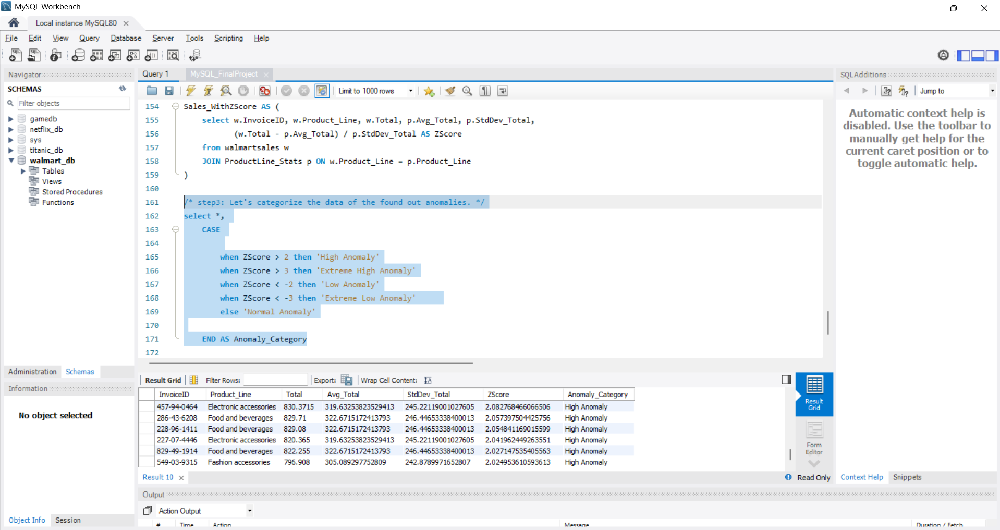 MySQL Workbench
Local instance MySQL80
File Edit View Query Database Server Tools Scripting Help
Navigator
SCHEMAS
Filter objects
gamedb
netflix_db
sys
titanic_db
walmart_db
Tables
Views
Stored Procedures
Functions
Administration Schemas
Information
No object selected
Object Info Session
Query 1 MySQL_FinalProject
Limit to 1000 rows
154 Sales_WithZScore AS (
155 select w.InvoiceID, w.Product_Line, w.Total, p.Avg_Total, p.StdDev_Total,
156 (w.Total - p.Avg_Total) / p.StdDev_Total AS ZScore
157 from walmartsales w
158 JOIN ProductLine_Stats p ON w.Product_Line = p.Product_Line
159 )
160
161 /* step3: Let's categorize the data of the found out anomalies. */
162 select *,
163 CASE
164
165 when ZScore > 2 then 'High Anomaly'
166 when ZScore > 3 then 'Extreme High Anomaly'
167 when ZScore < -2 then 'Low Anomaly'
168 when ZScore < -3 then 'Extreme Low Anomaly'
169 else 'Normal Anomaly'
170
171 END AS Anomaly_Category
172
Result Grid Filter Rows: Export: Wrap Cell Content:
InvoiceID Product_Line Total Avg_Total StdDev_Total ZScore Anomaly_Category
457-94-0464 Electronic accessories 830.3715 319.63253823529413 245.22119001027605 2.082768466066506 High Anomaly
286-43-6208 Food and beverages 829.71 322.6715172413793 246.44653338400013 2.057397504425756 High Anomaly
228-96-1411 Food and beverages 829.08 322.6715172413793 246.44653338400013 2.054841169015599 High Anomaly
227-07-4446 Electronic accessories 820.365 319.63253823529413 245.22119001027605 2.041962449263551 High Anomaly
829-49-1914 Food and beverages 822.255 322.6715172413793 246.44653338400013 2.027147535405563 High Anomaly
549-03-9315 Fashion accessories 796.908 305.089297752809 242.8789971652807 2.024953610593613 High Anomaly
Result Grid
Form Editor
Result 10
Read Only
Output
Action Output
# Time Action Message Duration / Fetch
SQLAdditions
Jump to
Automatic context help is
disabled. Use the toolbar to
manually get help for the
current caret position or to
toggle automatic help.
Context Help Snippets